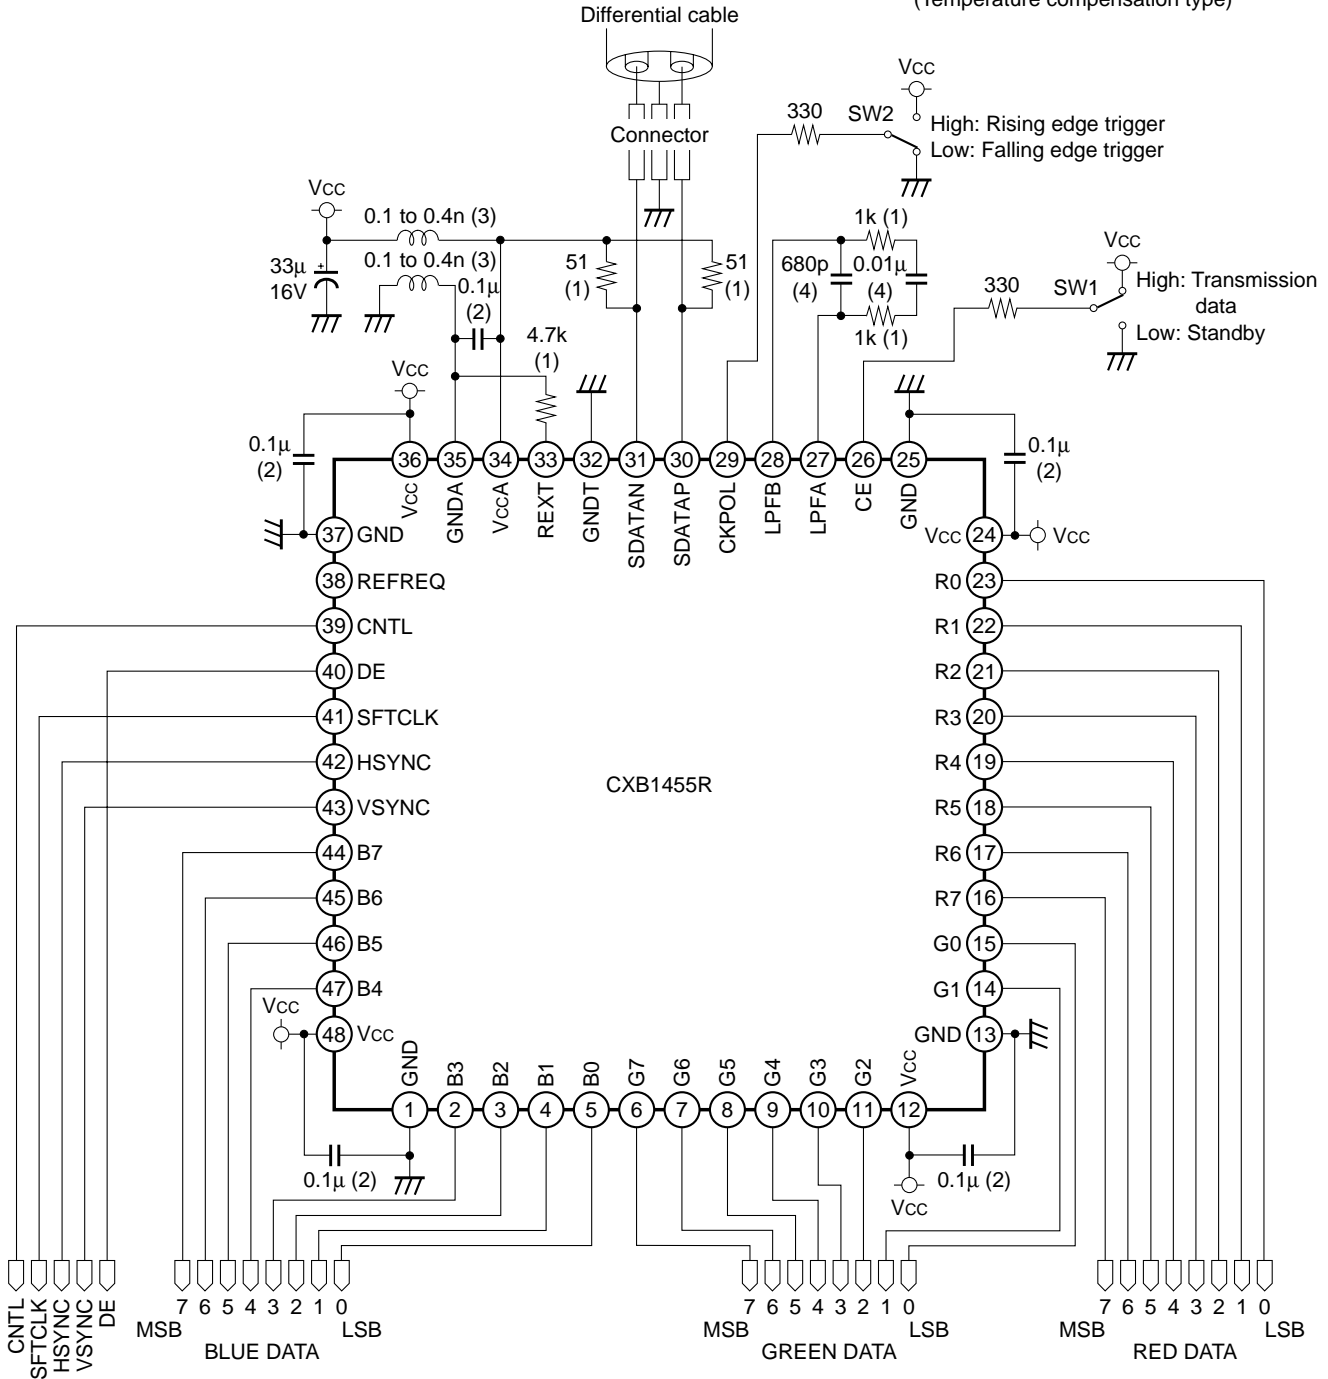 (Temperature compensation type)
Differential cable
Connector
VCC
330
SW2
High: Rising edge trigger
Low: Falling edge trigger
VCC
0.1 to 0.4n (3)
33µ
16V
+
0.1 to 0.4n (3)
0.1µ
(2)
4.7k
(1)
51
(1)
51
(1)
1k (1)
680p
(4)
0.01µ
(4)
1k (1)
330
SW1
VCC
High: Transmission
data
Low: Standby
VCC
0.1µ
(2)
0.1µ
(2)
36
35
34
33
32
31
30
29
28
27
26
25
VCC
GNDA
VCCA
REXT
GNDT
SDATAN
SDATAP
CKPOL
LPFB
LPFA
CE
GND
37 GND
38 REFREQ
39 CNTL
40 DE
41 SFTCLK
42 HSYNC
43 VSYNC
44 B7
45 B6
46 B5
47 B4
VCC
48 VCC
CXB1455R
VCC 24
VCC
R0 23
R1 22
R2 21
R3 20
R4 19
R5 18
R6 17
R7 16
G0 15
G1 14
GND 13
GND
B3
B2
B1
B0
G7
G6
G5
G4
G3
G2
VCC
1
2
3
4
5
6
7
8
9
10
11
12
0.1µ (2)
0.1µ (2)
VCC
CNTL
SFTCLK
HSYNC
VSYNC
DE
7 6 5 4 3 2 1 0
MSB LSB
BLUE DATA
7 6 5 4 3 2 1 0
MSB LSB
GREEN DATA
7 6 5 4 3 2 1 0
MSB LSB
RED DATA